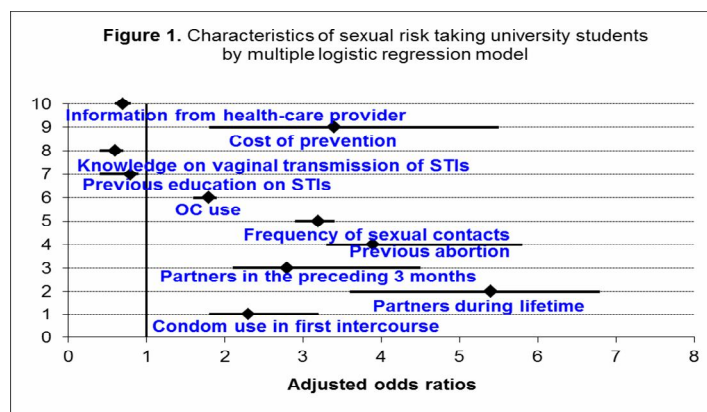 Figure 1. Characteristics of sexual risk taking university students
by multiple logistic regression model
10
Information from health-care provider
9
Cost of prevention
8
Knowledge on vaginal transmission of STIs
7
Previous education on STIs
6
OC use
5
Frequency of sexual contacts
4
Previous abortion
3
Partners in the preceding 3 months
2
Partners during lifetime
1
Condom use in first intercourse
0
0 1 2 3 4 5 6 7 8
Adjusted odds ratios